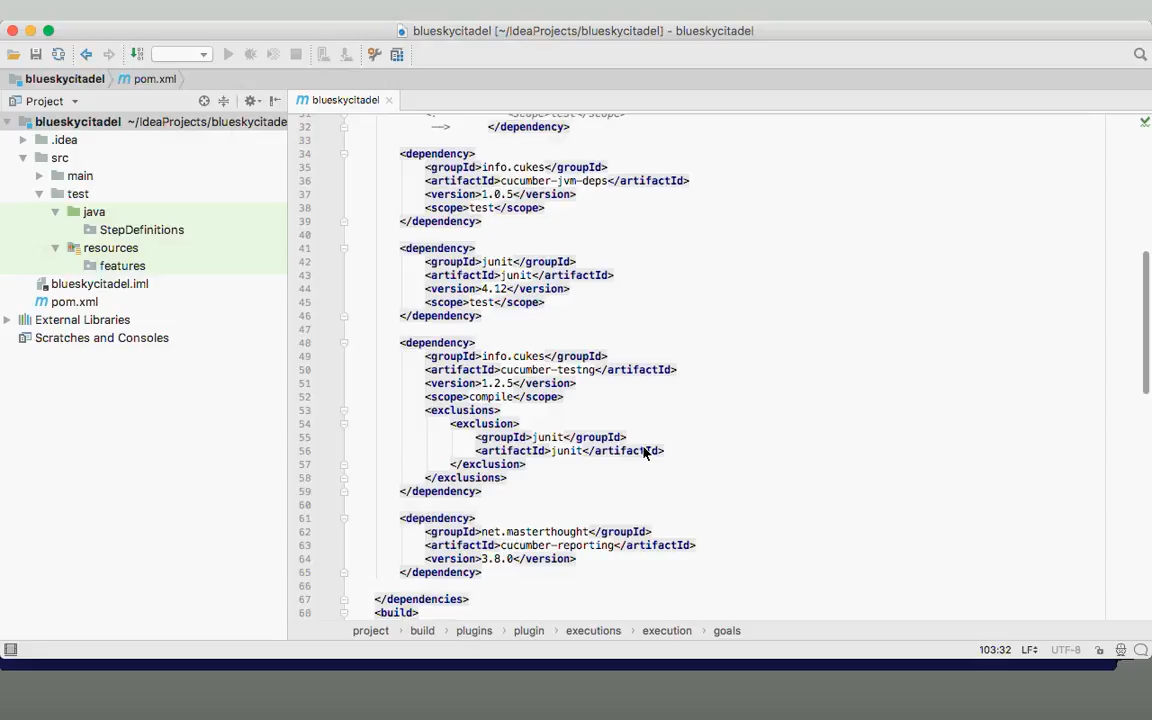 blueskycitadel [~/IdeaProjects/blueskycitadel] - blueskycitadel
blueskycitadel pom.xml
Project
blueskycitadel
blueskycitadel ~/IdeaProjects/blueskycitade
.idea
src
main
test
java
StepDefinitions
resources
features
blueskycitadel.iml
pom.xml
External Libraries
Scratches and Consoles
31 <scope>test</scope>
32 --> </dependency>
33
34 <dependency>
35 <groupId>info.cukes</groupId>
36 <artifactId>cucumber-jvm-deps</artifactId>
37 <version>1.0.5</version>
38 <scope>test</scope>
39 </dependency>
40
41 <dependency>
42 <groupId>junit</groupId>
43 <artifactId>junit</artifactId>
44 <version>4.12</version>
45 <scope>test</scope>
46 </dependency>
47
48 <dependency>
49 <groupId>info.cukes</groupId>
50 <artifactId>cucumber-testng</artifactId>
51 <version>1.2.5</version>
52 <scope>compile</scope>
53 <exclusions>
54 <exclusion>
55 <groupId>junit</groupId>
56 <artifactId>junit</artifactId>
57 </exclusion>
58 </exclusions>
59 </dependency>
60
61 <dependency>
62 <groupId>net.masterthought</groupId>
63 <artifactId>cucumber-reporting</artifactId>
64 <version>3.8.0</version>
65 </dependency>
66
67 </dependencies>
68 <build>
project › build › plugins › plugin › executions › execution › goals
103:32 LF UTF-8